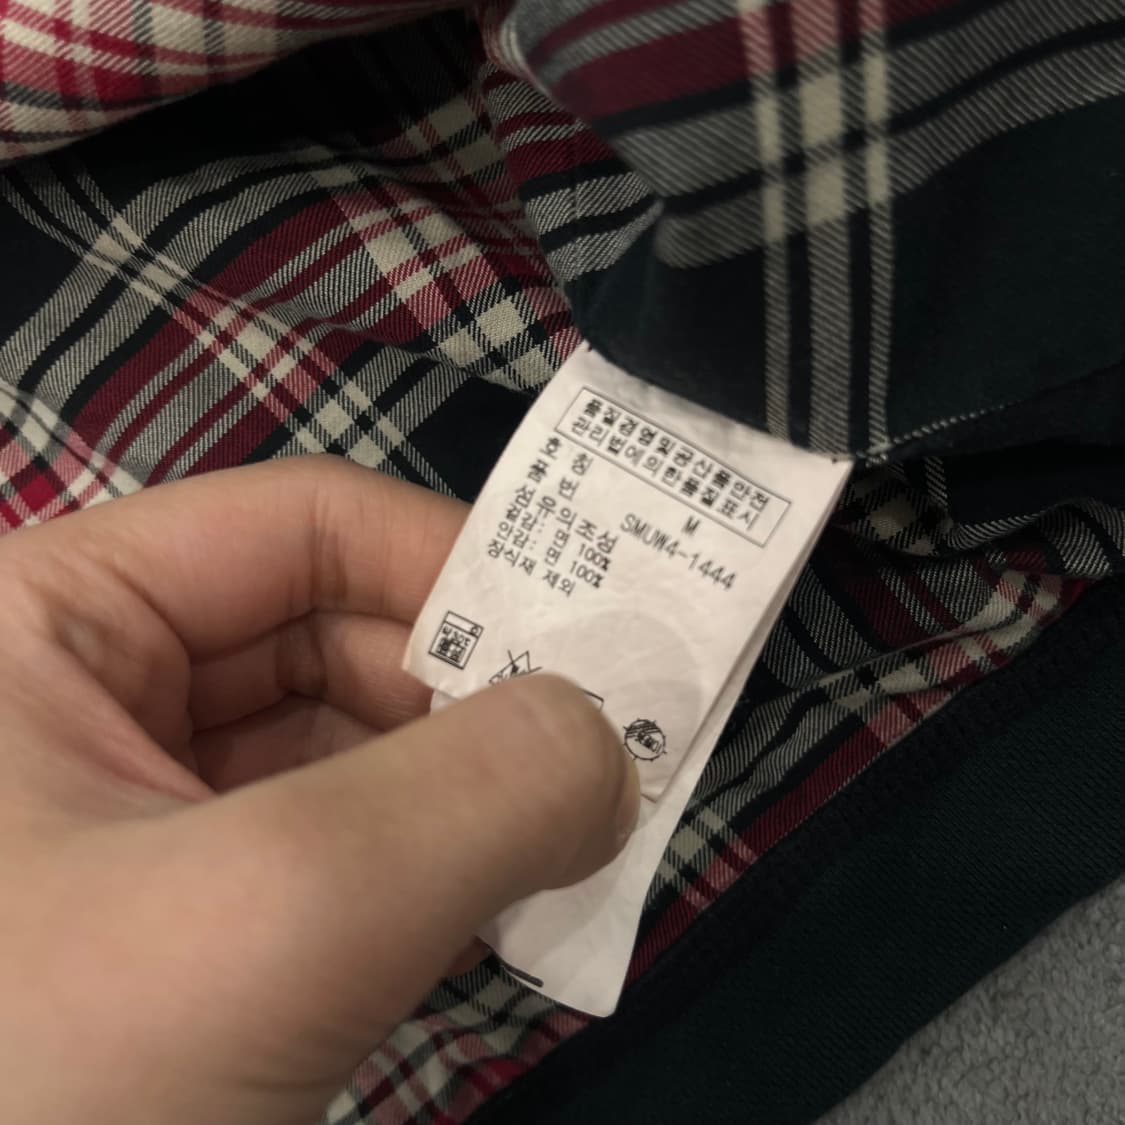 품질경영및공산품안전
관리법에의한품질표시
호 칭 M
품 번 SMUW4-1444
섬유의조성
겉감: 면 100%
안감: 면 100%
장식재 제외